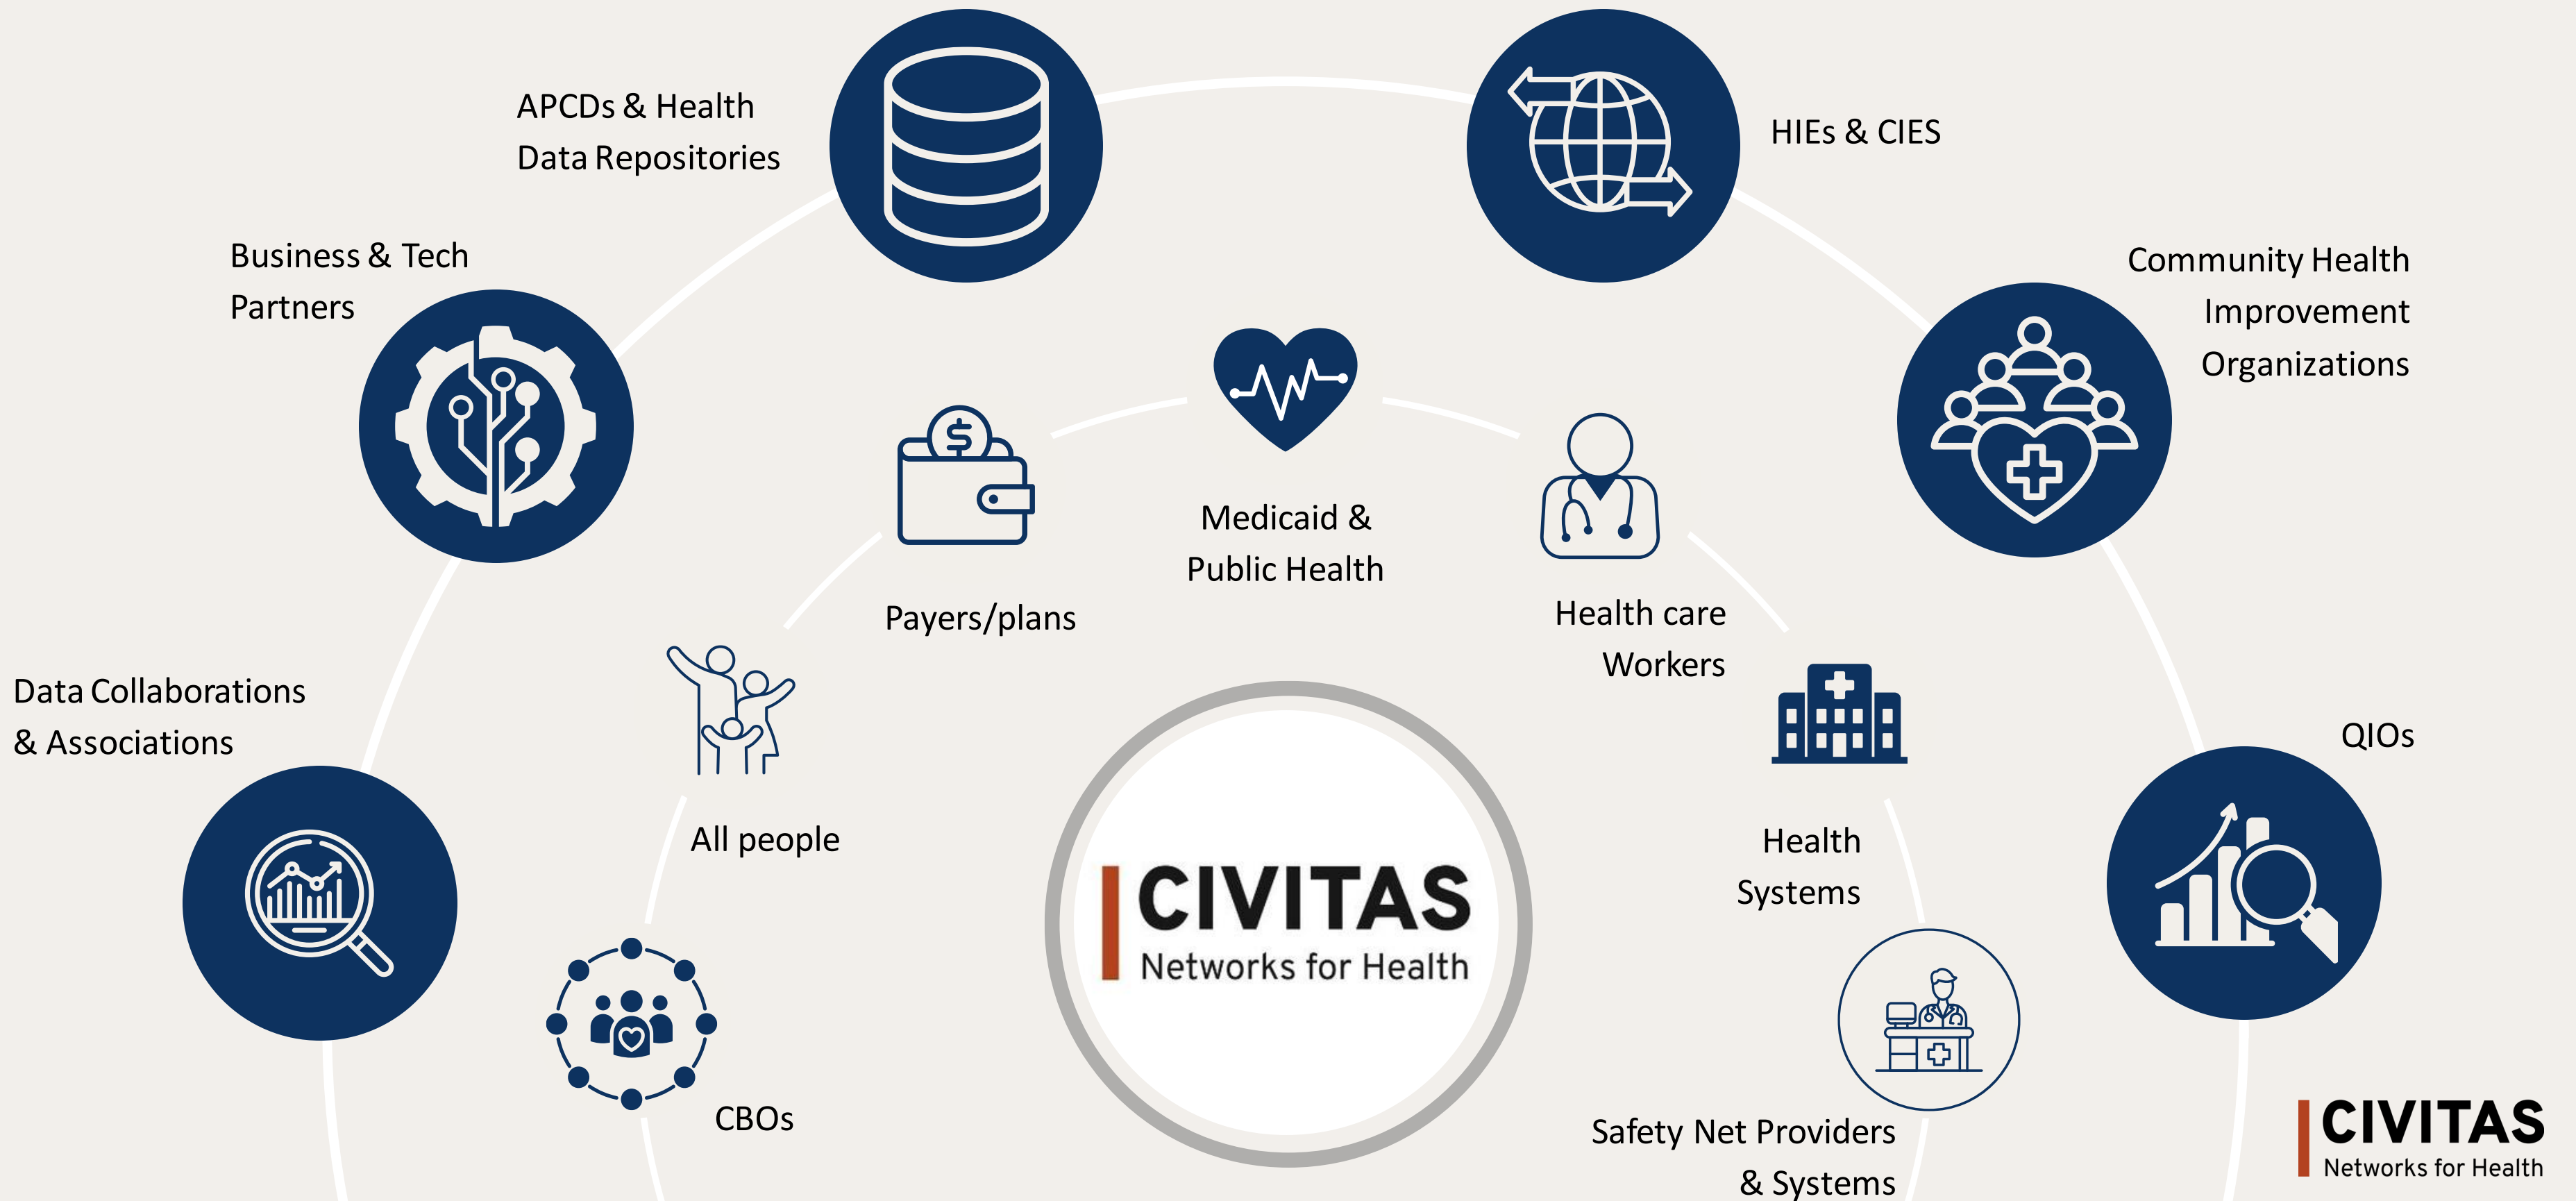 APCDs & Health
Data Repositories
HIEs & CIES
Business & Tech
Partners
Community Health
Improvement
Organizations
Medicaid &
Public Health
Payers/plans
Health care
Workers
Data Collaborations
& Associations
QIOs
All people
Health
Systems
CIVITAS
Networks for Health
CBOs
Safety Net Providers
& Systems
CIVITAS
Networks for Health
$